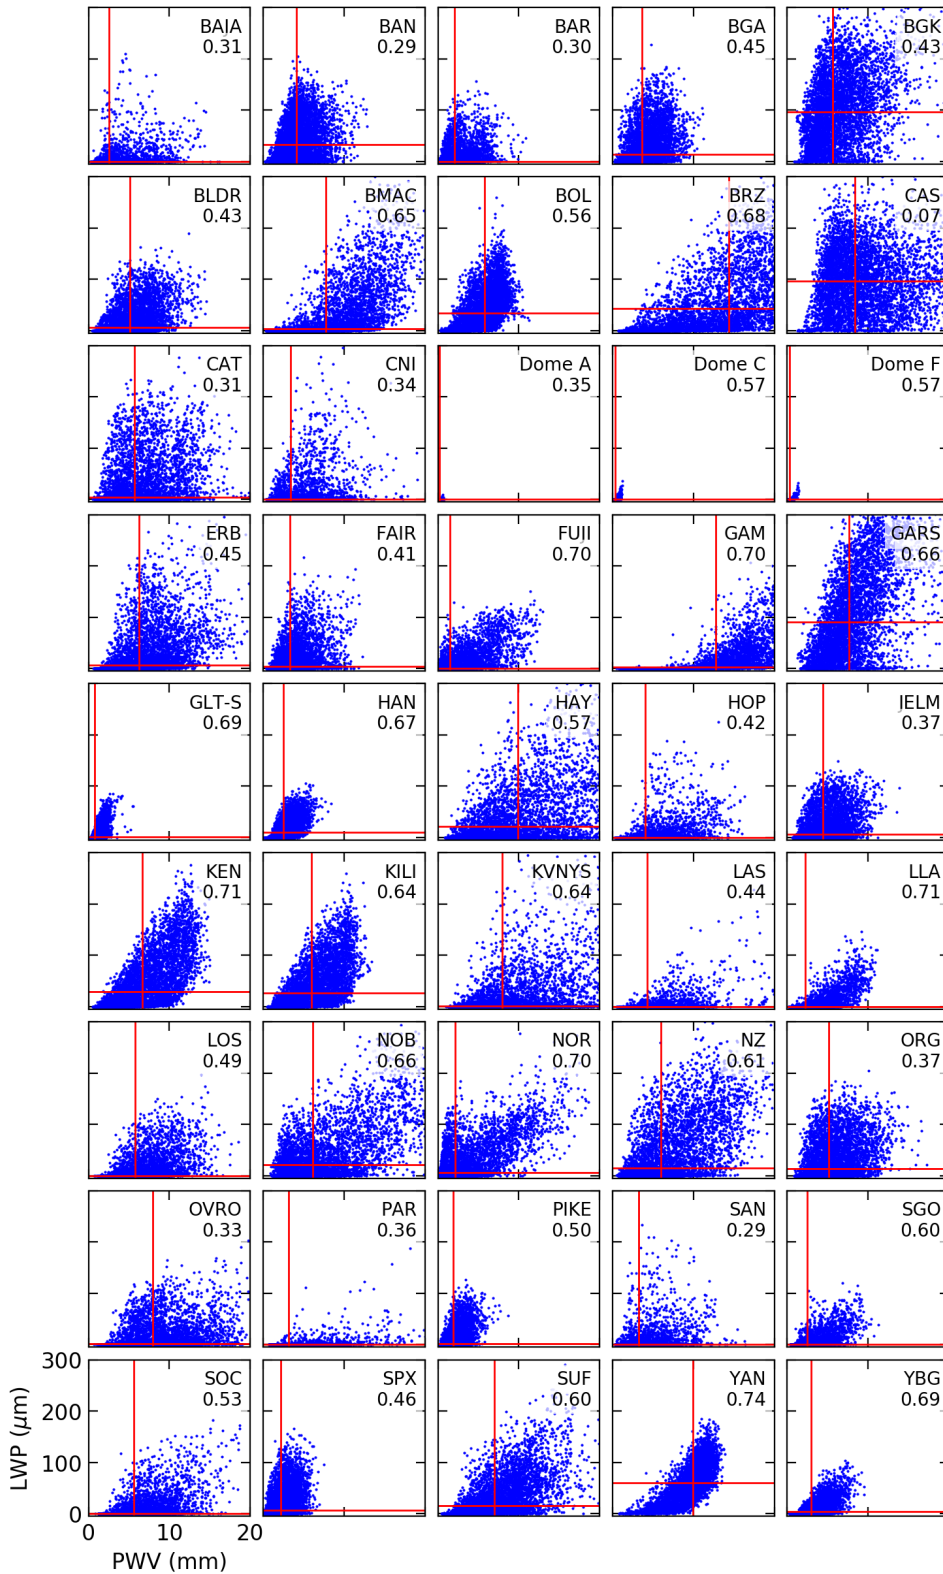 BAJA
0.31
BAN
0.29
BAR
0.30
BGA
0.45
BGK
0.43
BLDR
0.43
BMAC
0.65
BOL
0.56
BRZ
0.68
CAS
0.07
CAT
0.31
CNI
0.34
Dome A
0.35
Dome C
0.57
Dome F
0.57
ERB
0.45
FAIR
0.41
FUJI
0.70
GAM
0.70
GARS
0.66
GLT-S
0.69
HAN
0.67
HAY
0.57
HOP
0.42
JELM
0.37
KEN
0.71
KILI
0.64
KVNYS
0.64
LAS
0.44
LLA
0.71
LOS
0.49
NOB
0.66
NOR
0.70
NZ
0.61
ORG
0.37
OVRO
0.33
PAR
0.36
PIKE
0.50
SAN
0.29
SGO
0.60
SOC
0.53
SPX
0.46
SUF
0.60
YAN
0.74
YBG
0.69
300
200
100
0
LWP (μm)
0 10 20
PWV (mm)